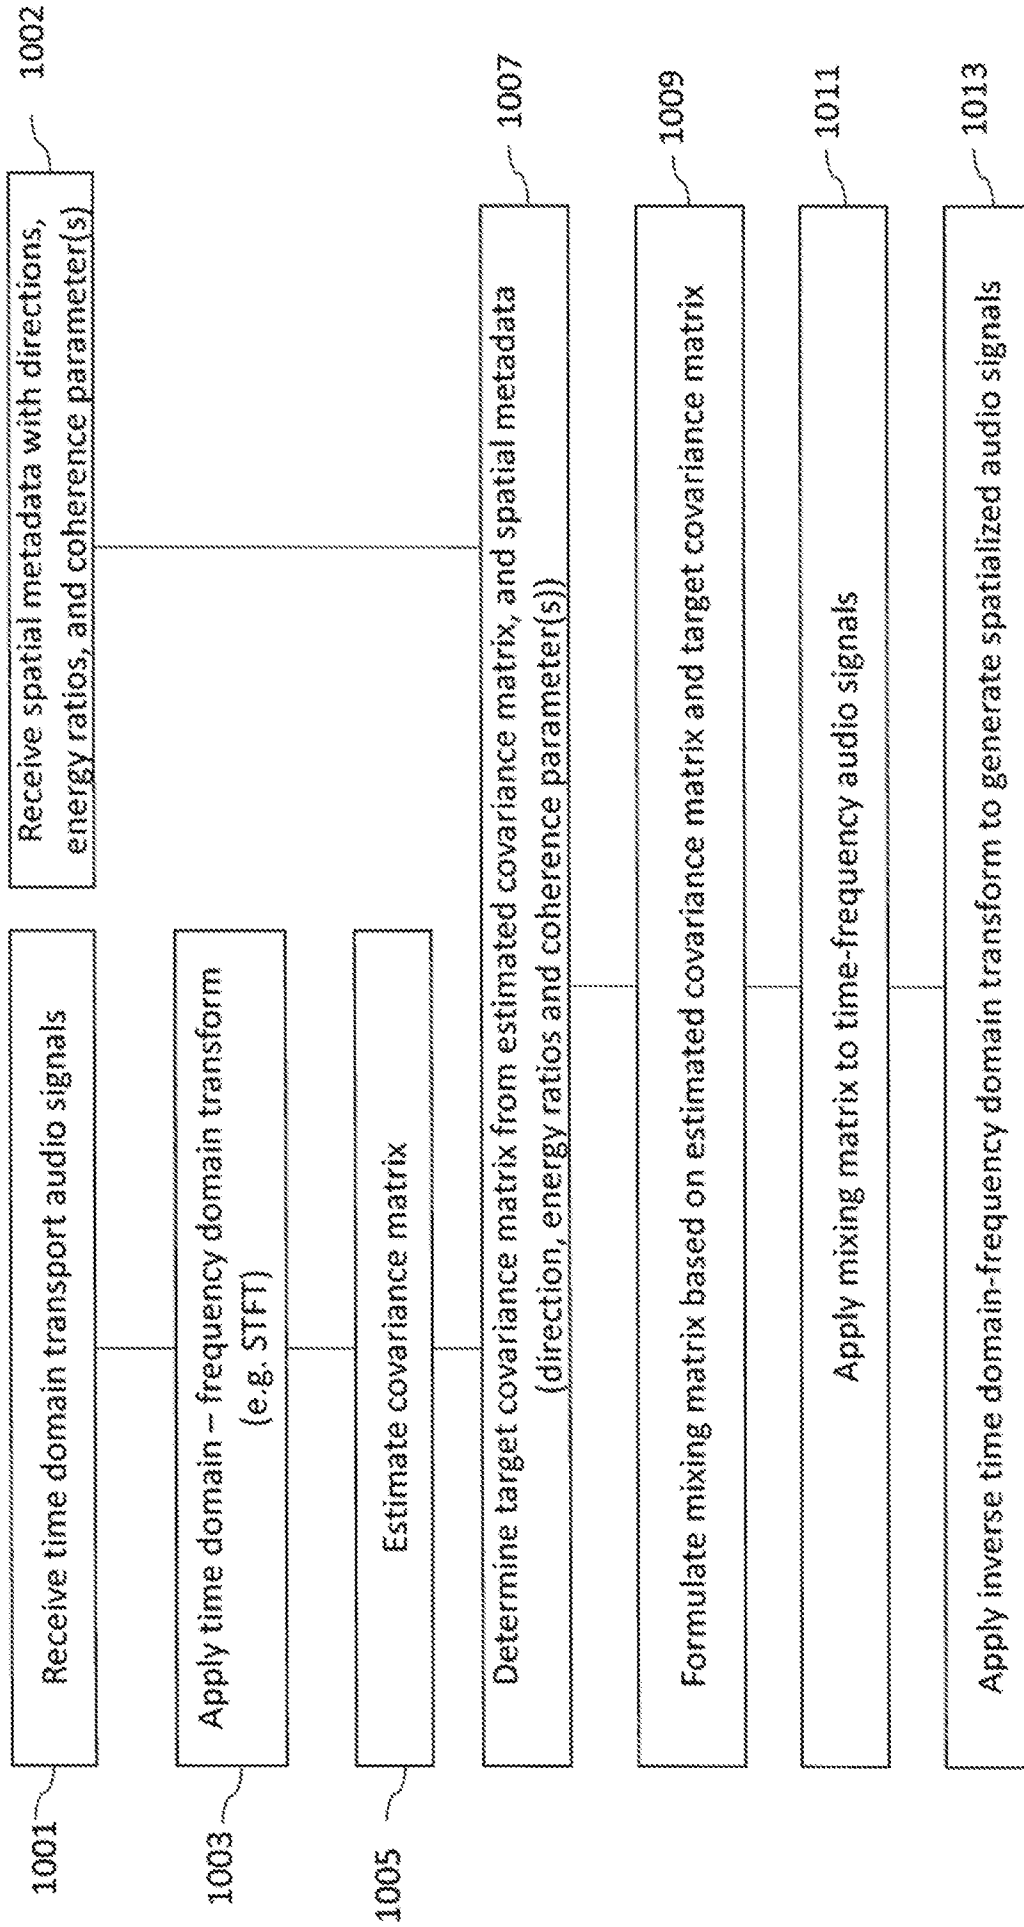 1001
Receive time domain transport audio signals
1002
Receive spatial metadata with directions,
energy ratios, and coherence parameter(s)
1003
Apply time domain – frequency domain transform
(e.g. STFT)
1005
Estimate covariance matrix
1007
Determine target covariance matrix from estimated covariance matrix, and spatial metadata
(direction, energy ratios and coherence parameter(s))
1009
Formulate mixing matrix based on estimated covariance matrix and target covariance matrix
1011
Apply mixing matrix to time-frequency audio signals
1013
Apply inverse time domain-frequency domain transform to generate spatialized audio signals